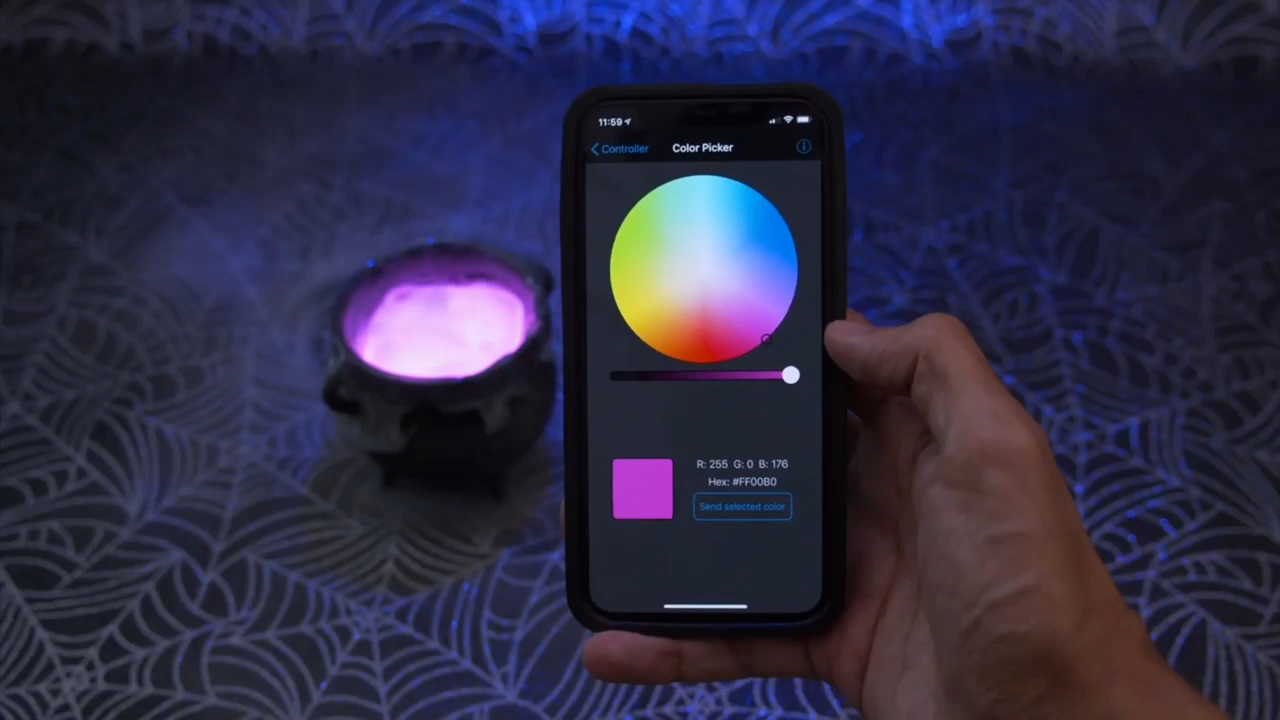 11:59
Controller
Color Picker
R: 255 G: 0 B: 176
Hex: #FF00B0
Send selected color